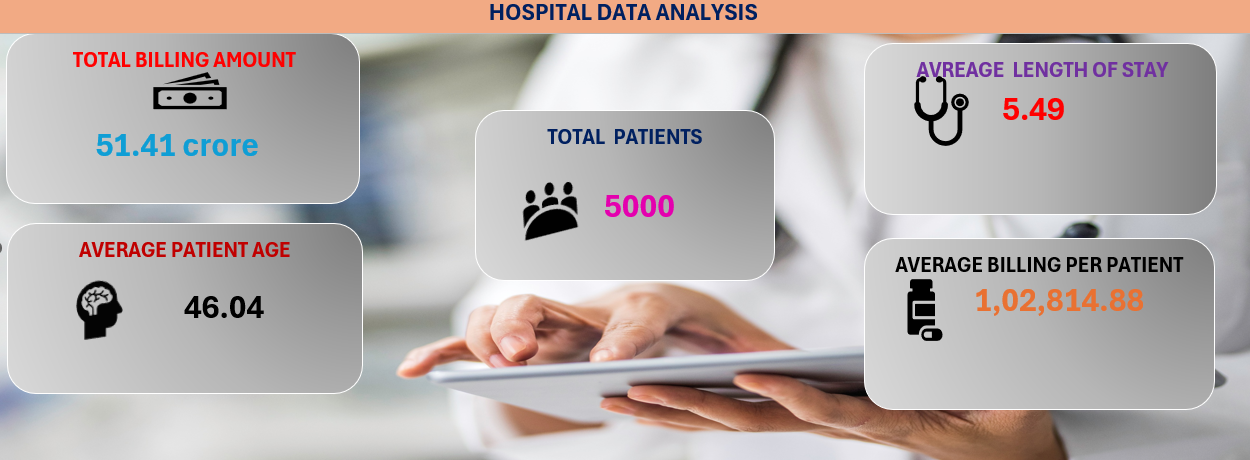 HOSPITAL DATA ANALYSIS
TOTAL BILLING AMOUNT
51.41 crore
AVERAGE PATIENT AGE
46.04
TOTAL PATIENTS
5000
AVREAGE LENGTH OF STAY
5.49
AVERAGE BILLING PER PATIENT
1,02,814.88